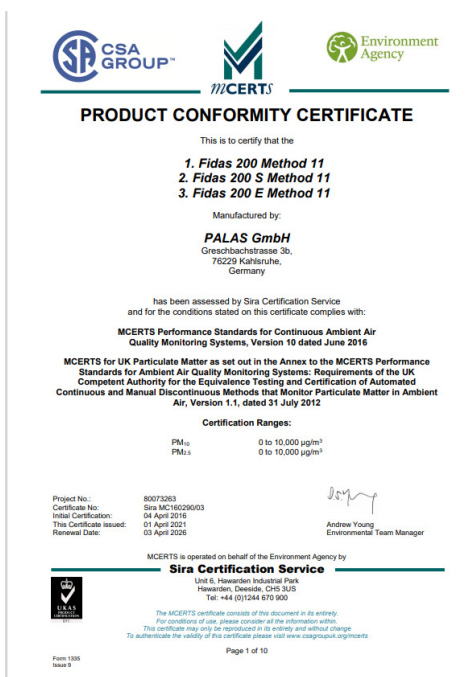 CSA
GROUP™
mCERTS
Environment
Agency
PRODUCT CONFORMITY CERTIFICATE
This is to certify that the
1. Fidas 200 Method 11
2. Fidas 200 S Method 11
3. Fidas 200 E Method 11
Manufactured by:
PALAS GmbH
Greschbachstrasse 3b,
76229 Kahlsruhe,
Germany
has been assessed by Sira Certification Service
and for the conditions stated on this certificate complies with:
MCERTS Performance Standards for Continuous Ambient Air
Quality Monitoring Systems, Version 10 dated June 2016
MCERTS for UK Particulate Matter as set out in the Annex to the MCERTS Performance
Standards for Ambient Air Quality Monitoring Systems: Requirements of the UK
Competent Authority for the Equivalence Testing and Certification of Automated
Continuous and Manual Discontinuous Methods that Monitor Particulate Matter in Ambient
Air, Version 1.1, dated 31 July 2012
Certification Ranges:
PM₁₀ 0 to 10,000 µg/m³
PM₂.₅ 0 to 10,000 µg/m³
Project No.: 80073263
Certificate No: Sira MC160290/03
Initial Certification: 04 April 2016
This Certificate issued: 01 April 2021
Renewal Date: 03 April 2026
Andrew Young
Environmental Team Manager
MCERTS is operated on behalf of the Environment Agency by
Sira Certification Service
Unit 6, Hawarden Industrial Park
Hawarden, Deeside, CH5 3US
Tel: +44 (0)1244 670 900
UKAS
PRODUCT
CERTIFICATION
The MCERTS certificate consists of this document in its entirety.
For conditions of use, please consider all the information within.
This certificate may only be reproduced in its entirety and without change
To authenticate the validity of this certificate please visit www.csagroupuk.org/mcerts
Page 1 of 10
Form 1335
Issue 9